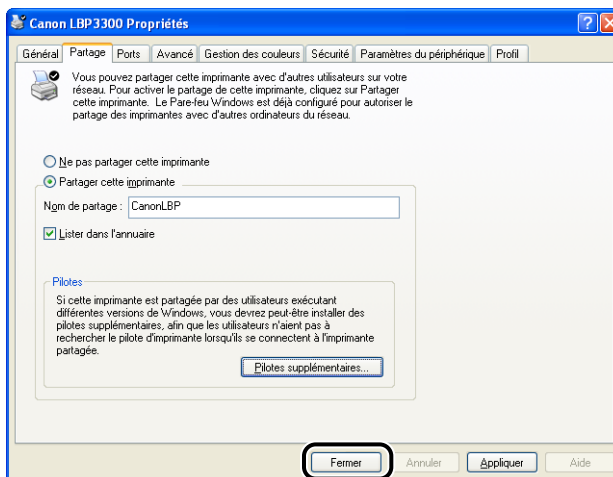 Canon LBP3300 Propriétés
Général Partage Ports Avancé Gestion des couleurs Sécurité Paramètres du périphérique Profil
Vous pouvez partager cette imprimante avec d'autres utilisateurs sur votre
réseau. Pour activer le partage de cette imprimante, cliquez sur Partager
cette imprimante. Le Pare-feu Windows est déjà configuré pour autoriser le
partage des imprimantes avec d'autres ordinateurs du réseau.
Ne pas partager cette imprimante
Partager cette imprimante
Nom de partage : CanonLBP
Lister dans l'annuaire
Pilotes
Si cette imprimante est partagée par des utilisateurs exécutant
différentes versions de Windows, vous devrez peut-être installer des
pilotes supplémentaires, afin que les utilisateurs n'aient pas à
rechercher le pilote d'imprimante lorsqu'ils se connectent à l'imprimante
partagée.
Pilotes supplémentaires...
Fermer Annuler Appliquer Aide